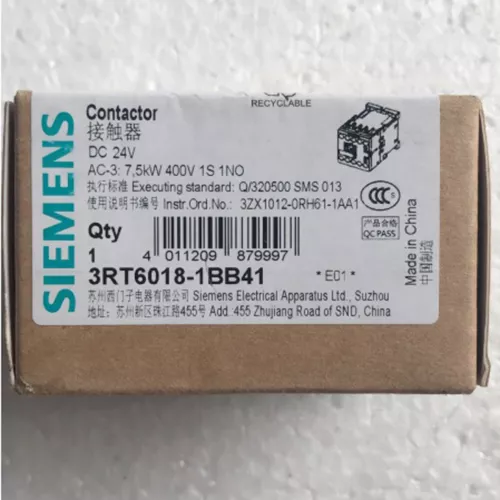 RECYCLABLE
SIEMENS
Contactor
接触器
DC 24V
AC-3: 7,5kW 400V 1S 1NO
执行标准 Executing standard: Q/320500 SMS 013
使用说明书编号 Instr.Ord.No.: 3ZX1012-0RH61-1AA1
CCC
产品合格
QC PASS
中国制造
Made in China
Qty
1
4 011209 879997
3RT6018-1BB41
*E01*
苏州西门子电器有限公司 Siemens Electrical Apparatus Ltd., Suzhou
地址: 苏州新区珠江路455号 Add: 455 Zhujiang Road of SND, China